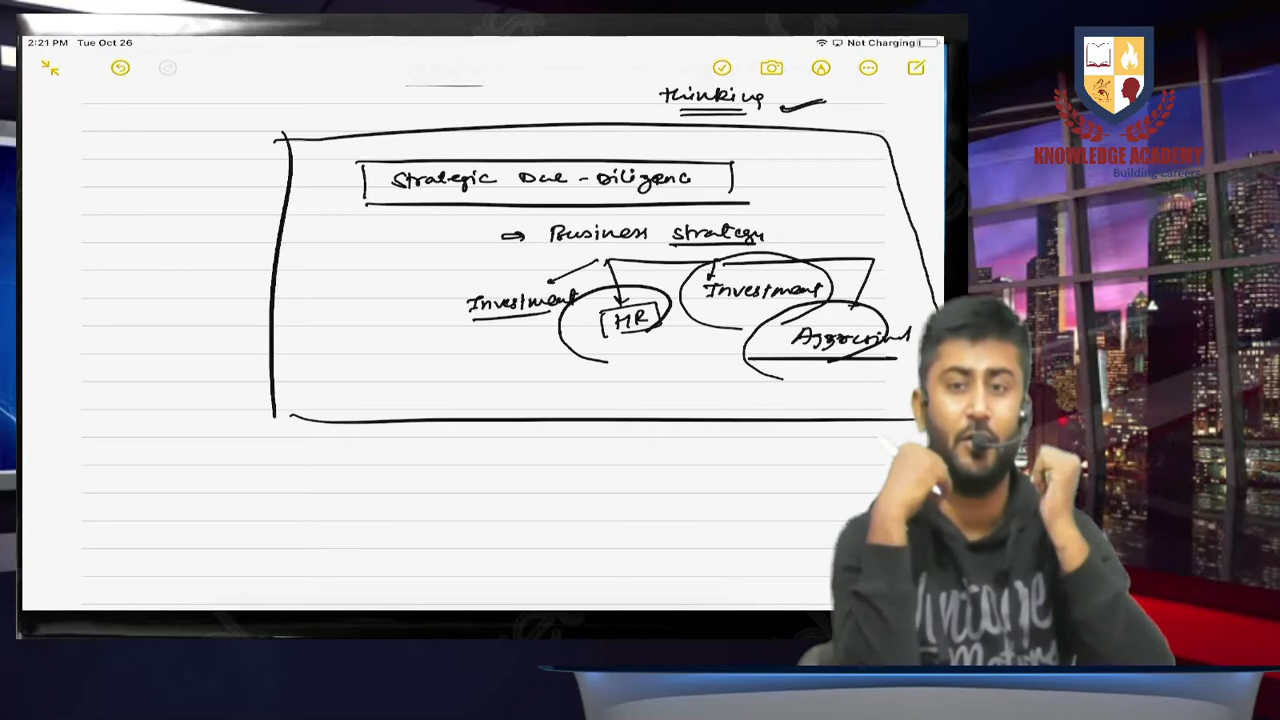 2:21 PM Tue Oct 26
Not Charging
thinking
Strategic Due - Diligenc
⇒ Business strategy
Investment
Investment
HR
KNOWLEDGE ACADEMY
Building Careers
Vintage